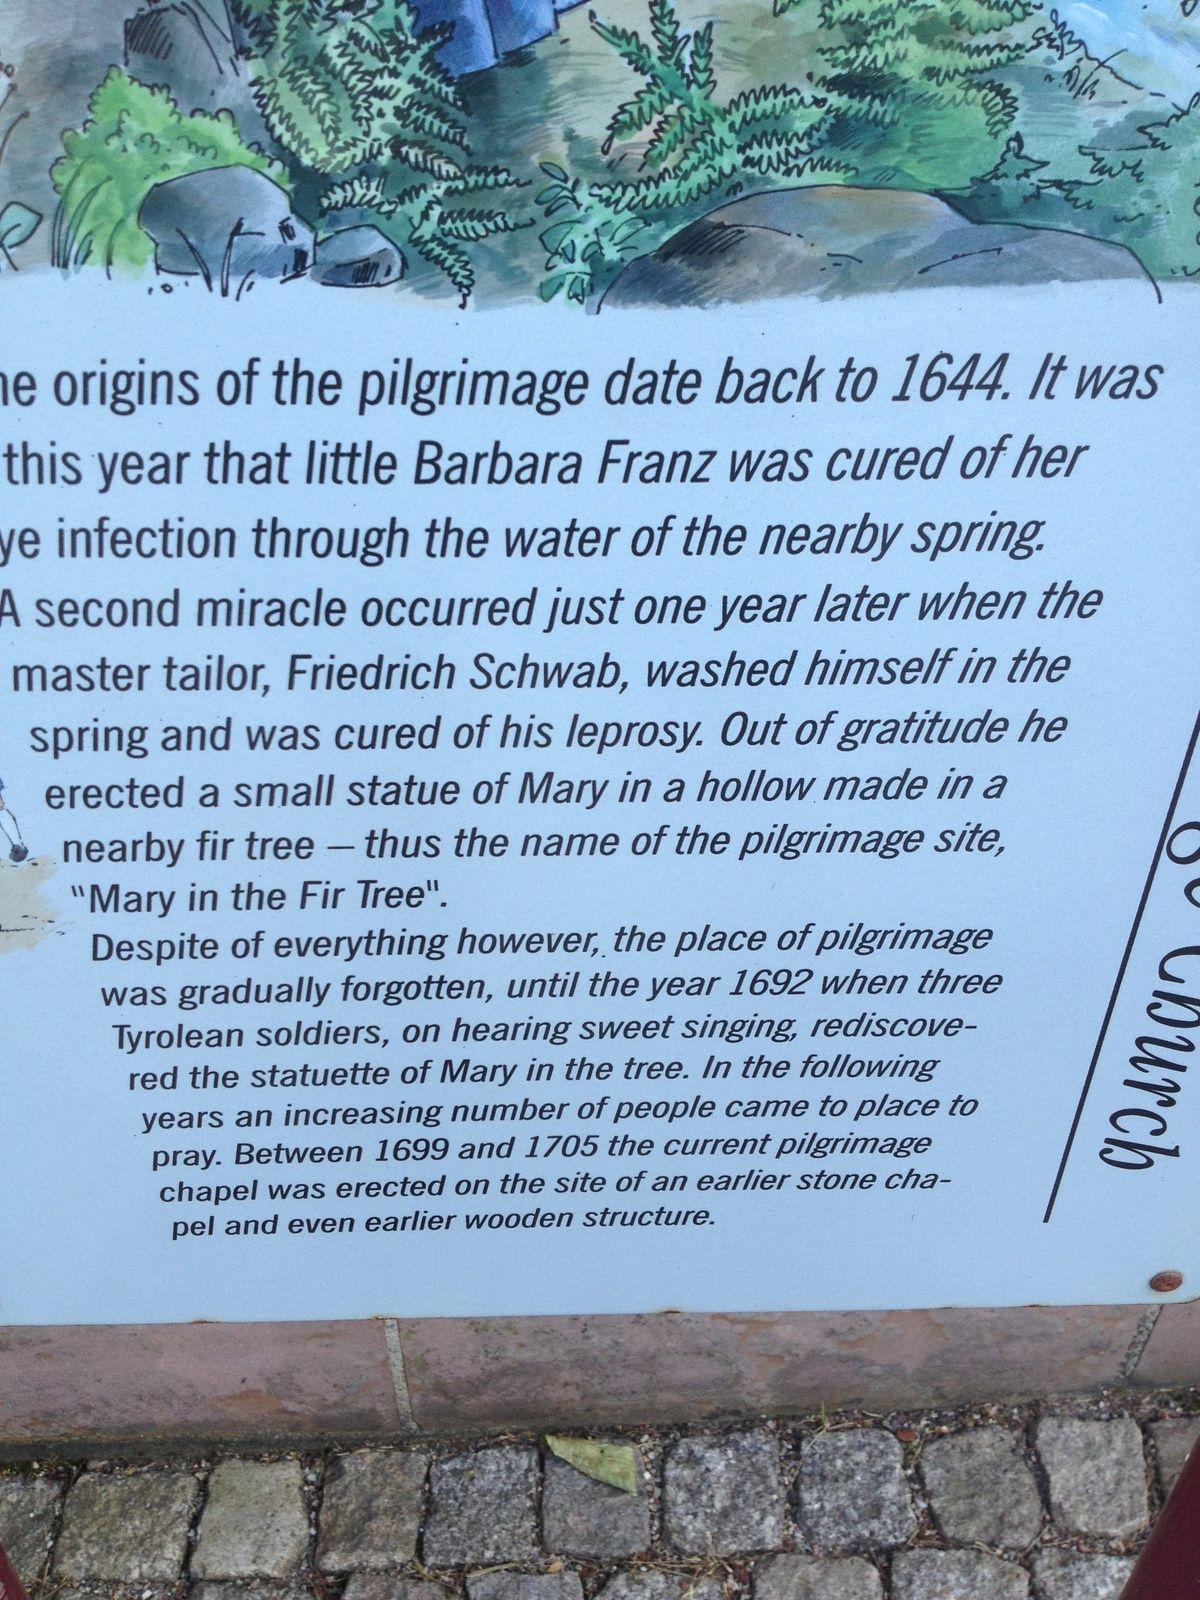 he origins of the pilgrimage date back to 1644. It was
this year that little Barbara Franz was cured of her
ye infection through the water of the nearby spring.
A second miracle occurred just one year later when the
master tailor, Friedrich Schwab, washed himself in the
spring and was cured of his leprosy. Out of gratitude he
erected a small statue of Mary in a hollow made in a
nearby fir tree – thus the name of the pilgrimage site,
"Mary in the Fir Tree".
Despite of everything however, the place of pilgrimage
was gradually forgotten, until the year 1692 when three
Tyrolean soldiers, on hearing sweet singing, rediscove-
red the statuette of Mary in the tree. In the following
years an increasing number of people came to place to
pray. Between 1699 and 1705 the current pilgrimage
chapel was erected on the site of an earlier stone cha-
pel and even earlier wooden structure.
Church